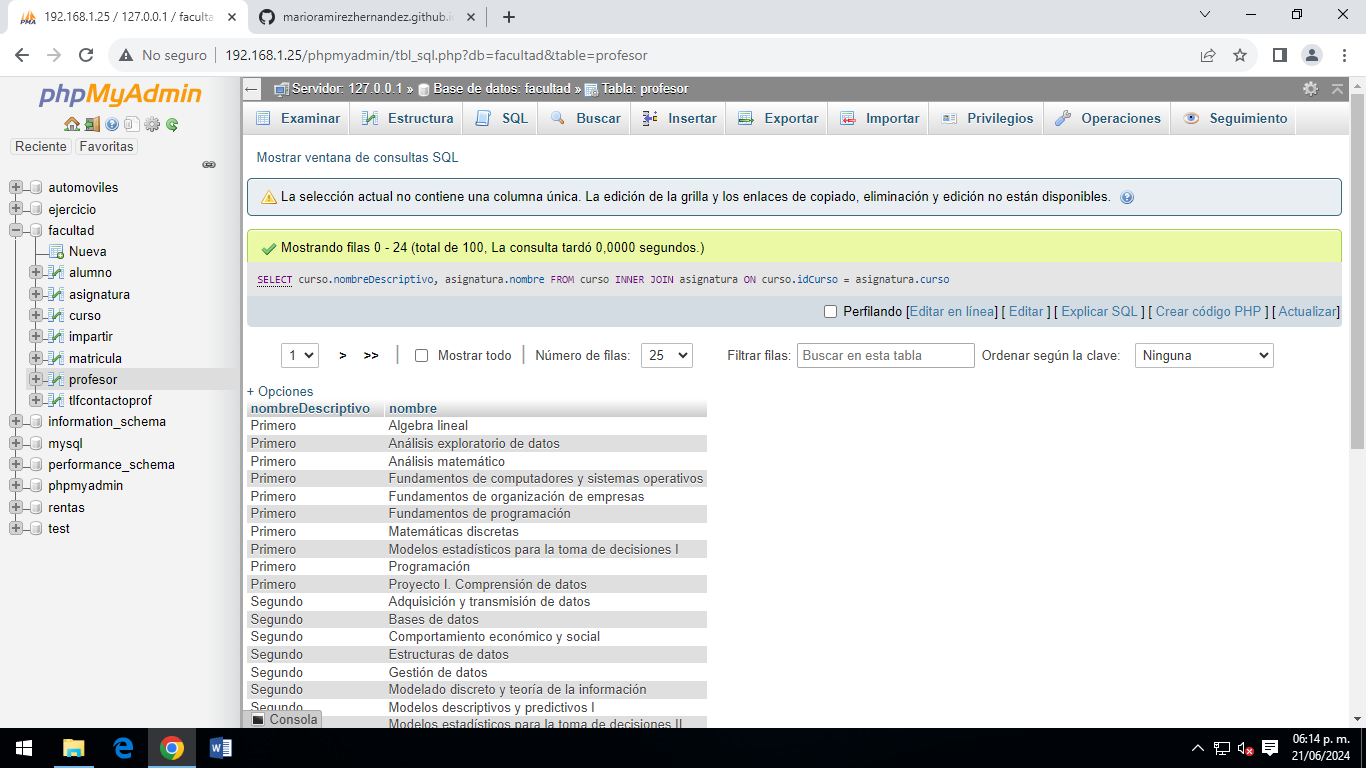 192.168.1.25 / 127.0.0.1 / faculta
marioramirezhernandez.github.i
No seguro
192.168.1.25/phpmyadmin/tbl_sql.php?db=facultad&table=profesor
phpMyAdmin
Reciente
Favoritas
automoviles
ejercicio
facultad
Nueva
alumno
asignatura
curso
impartir
matricula
profesor
tlfcontactoprof
information_schema
mysql
performance_schema
phpmyadmin
rentas
test
Servidor: 127.0.0.1 » Base de datos: facultad » Tabla: profesor
Examinar
Estructura
SQL
Buscar
Insertar
Exportar
Importar
Privilegios
Operaciones
Seguimiento
Mostrar ventana de consultas SQL
La selección actual no contiene una columna única. La edición de la grilla y los enlaces de copiado, eliminación y edición no están disponibles.
Mostrando filas 0 - 24 (total de 100, La consulta tardó 0,0000 segundos.)
SELECT curso.nombreDescriptivo, asignatura.nombre FROM curso INNER JOIN asignatura ON curso.idCurso = asignatura.curso
Perfilando [Editar en línea] [ Editar ] [ Explicar SQL ] [ Crear código PHP ] [ Actualizar]
1 > >> | Mostrar todo | Número de filas: 25 Filtrar filas: Buscar en esta tabla Ordenar según la clave: Ninguna
+ Opciones
nombreDescriptivo nombre
Primero Algebra lineal
Primero Análisis exploratorio de datos
Primero Análisis matemático
Primero Fundamentos de computadores y sistemas operativos
Primero Fundamentos de organización de empresas
Primero Fundamentos de programación
Primero Matemáticas discretas
Primero Modelos estadísticos para la toma de decisiones I
Primero Programación
Primero Proyecto I. Comprensión de datos
Segundo Adquisición y transmisión de datos
Segundo Bases de datos
Segundo Comportamiento económico y social
Segundo Estructuras de datos
Segundo Gestión de datos
Segundo Modelado discreto y teoría de la información
Segundo Modelos descriptivos y predictivos I
Modelos estadísticos para la toma de decisiones II
Consola
06:14 p. m.
21/06/2024